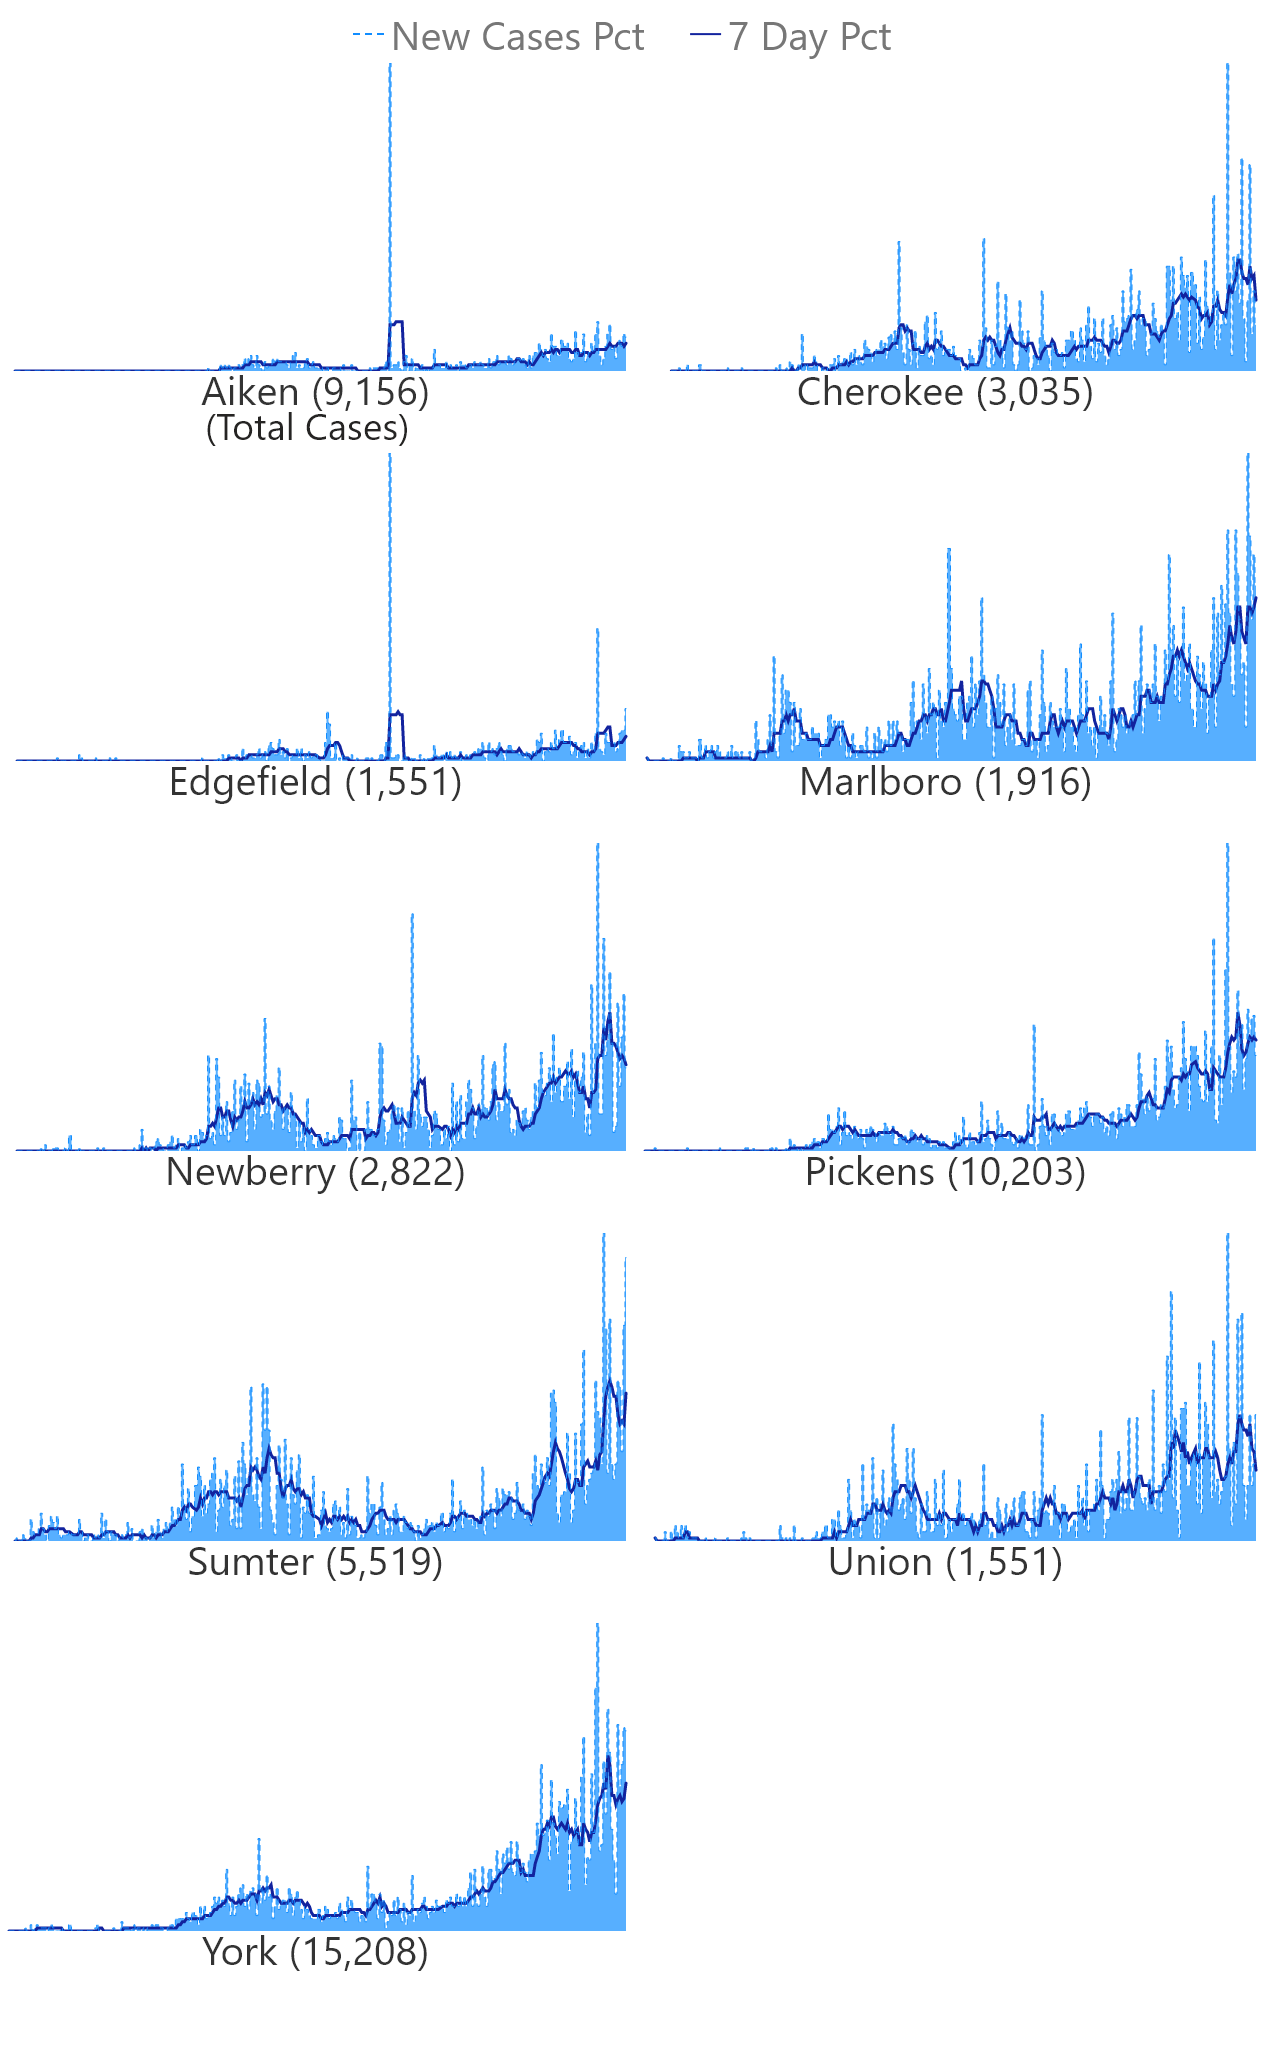 New Cases Pct 7 Day Pct
Aiken (9,156) Cherokee (3,035)
(Total Cases)
Edgefield (1,551) Marlboro (1,916)
Newberry (2,822) Pickens (10,203)
Sumter (5,519) Union (1,551)
York (15,208)